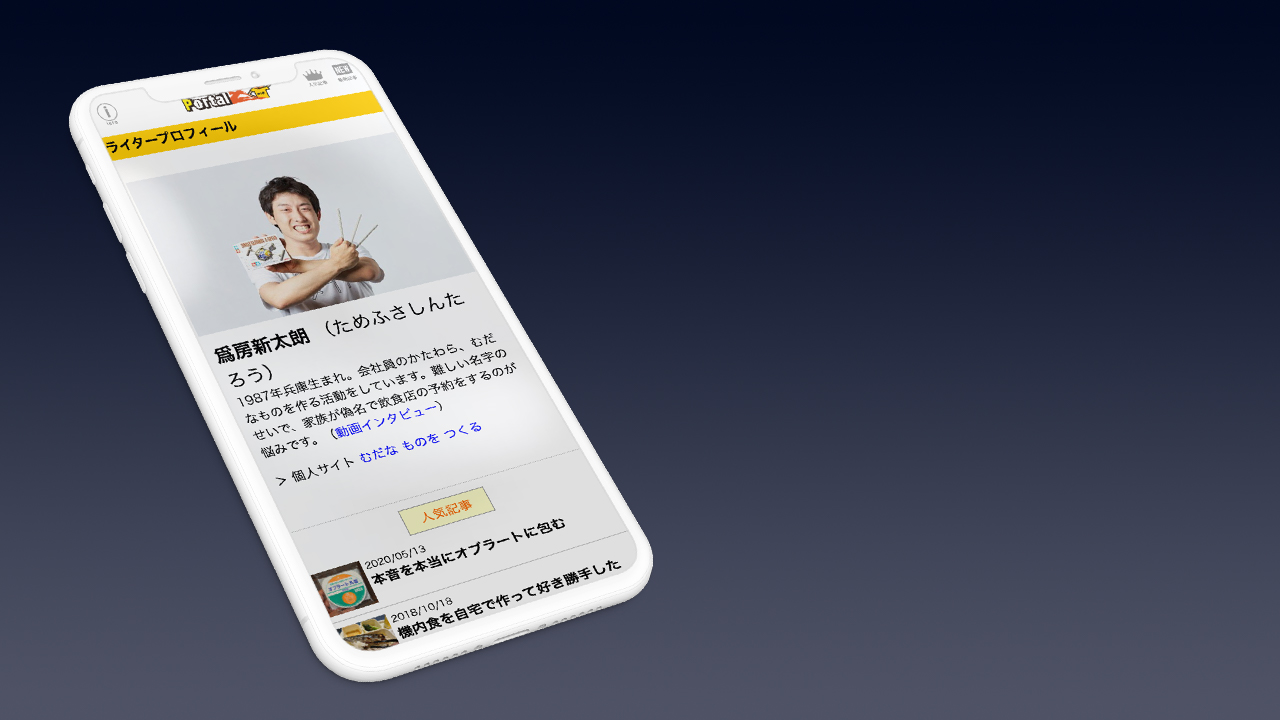 Portal
NEW
ライタープロフィール
爲房新太朗 （ためふさしんた
ろう）
1987年兵庫生まれ。会社員のかたわら、むだ
なものを作る活動をしています。難しい名字の
せいで、家族が偽名で飲食店の予約をするのが
悩みです。（動画インタビュー）
> 個人サイト むだな ものを つくる
人気記事
2020/05/13
本音を本当にオブラートに包む
2018/10/18
機内食を自宅で作って好き勝手した